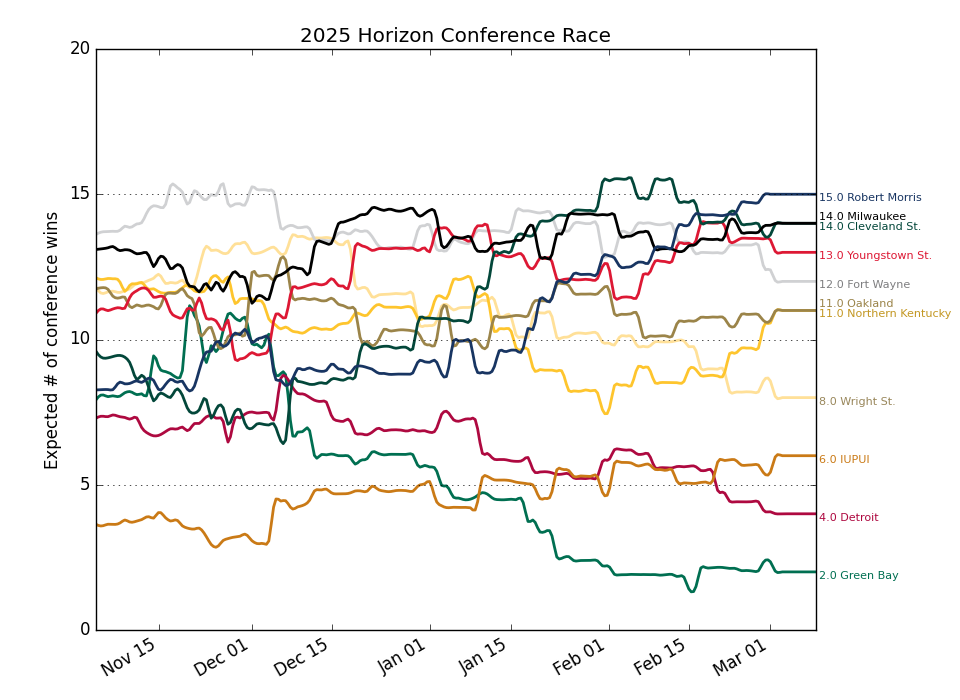 2025 Horizon Conference Race
Expected # of conference wins
20
15
10
5
0
Nov 15
Dec 01
Dec 15
Jan 01
Jan 15
Feb 01
Feb 15
Mar 01
15.0 Robert Morris
14.0 Milwaukee
14.0 Cleveland St.
13.0 Youngstown St.
12.0 Fort Wayne
11.0 Oakland
11.0 Northern Kentucky
8.0 Wright St.
6.0 IUPUI
4.0 Detroit
2.0 Green Bay